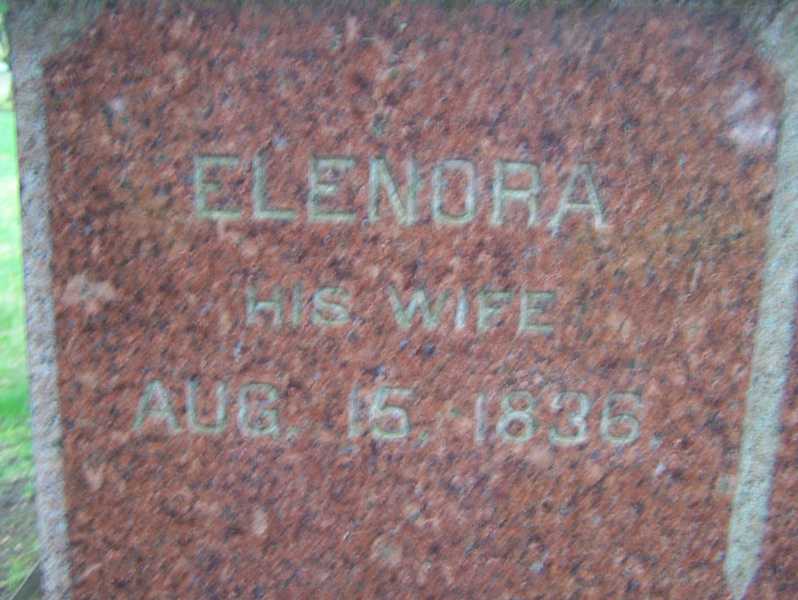 ELENORA
HIS WIFE
AUG. 15, 1836.